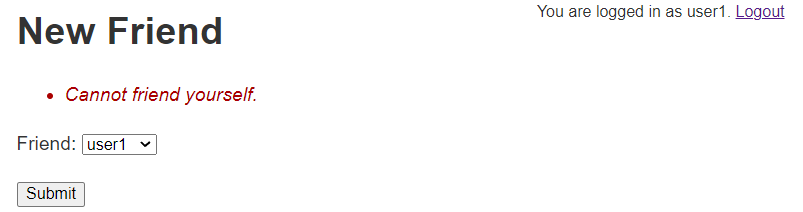 You are logged in as user1. Logout
New Friend
Cannot friend yourself.
Friend: user1
Submit